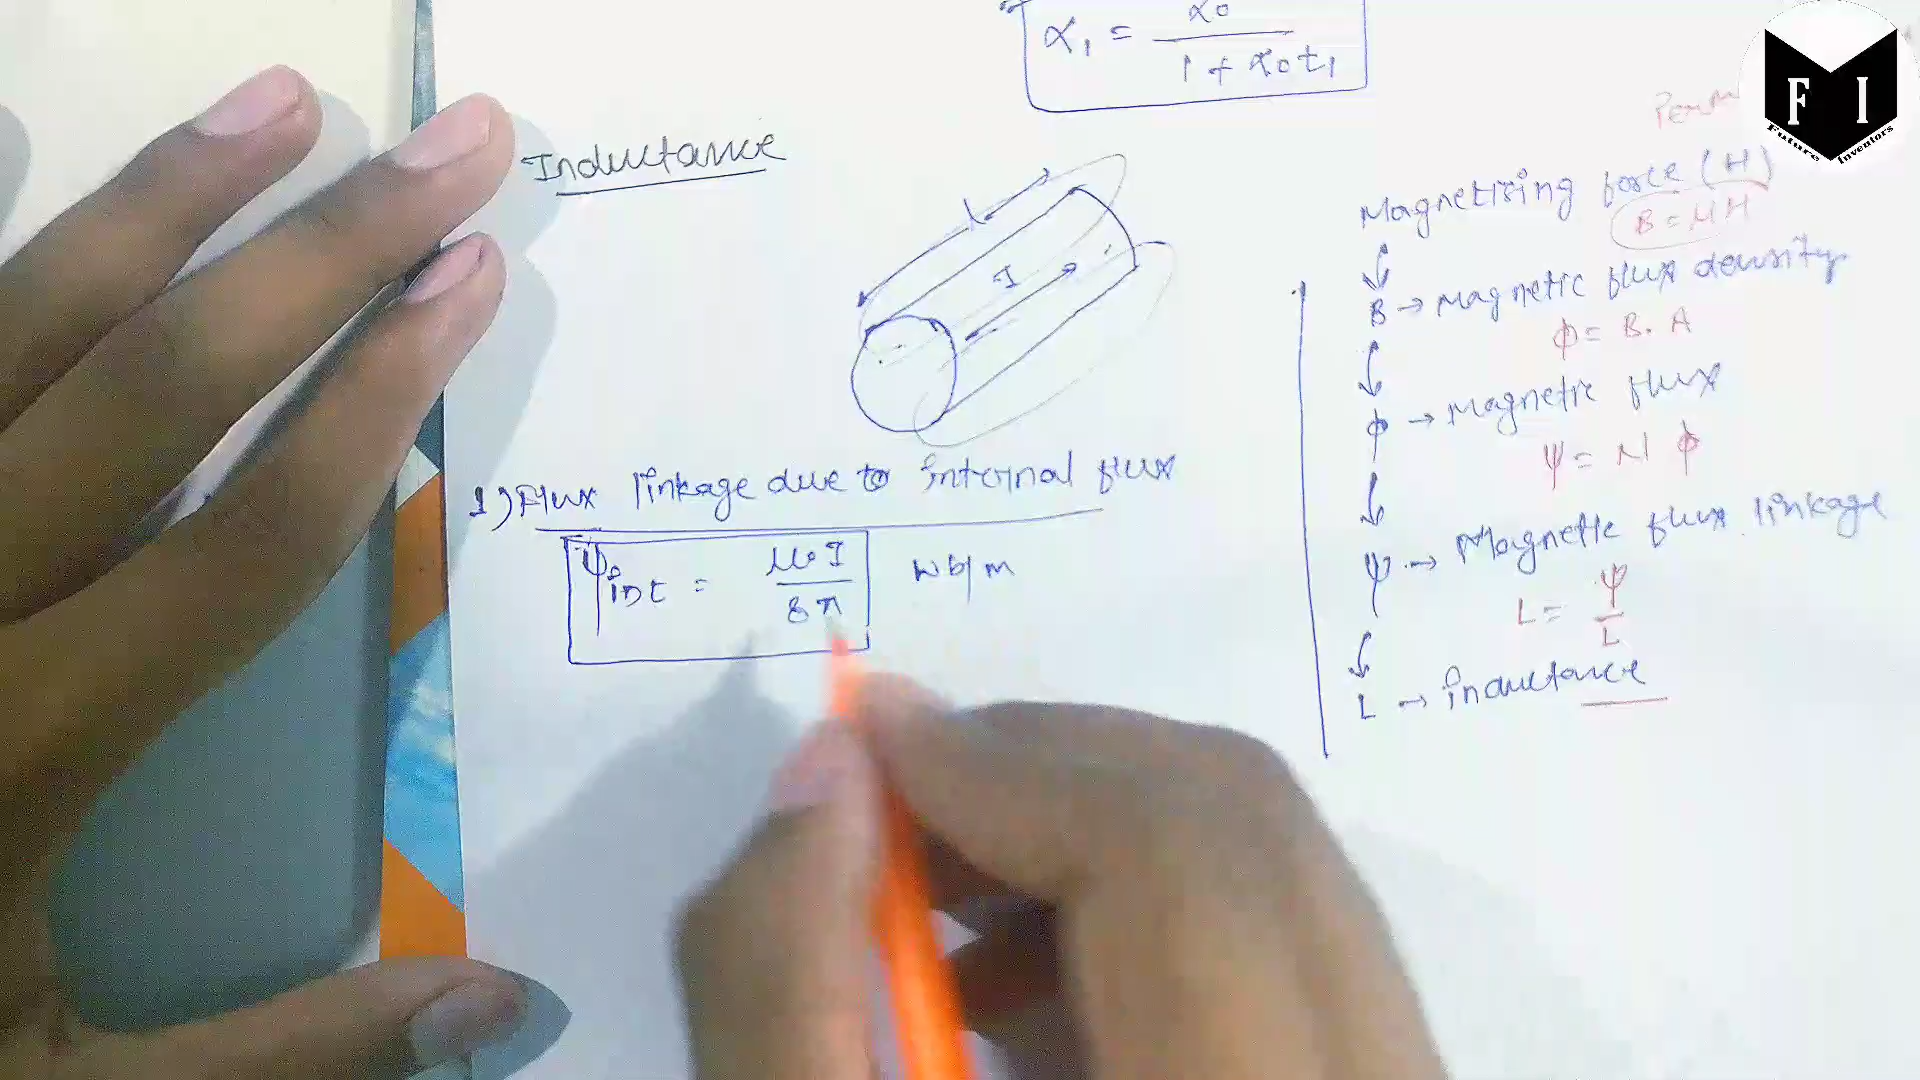 α1 = α0 / 1 + α0t1
Inductance
l
I
1) Flux linkage due to internal flux
Ψint = μ0 I / 8π wb/m
F I
Future Inventors
Magnetising force (H)
B = μH
B → Magnetic flux density
φ = B. A
φ → Magnetic flux
Ψ = N φ
Ψ → Magnetic flux linkage
L = Ψ / L
L → inductance